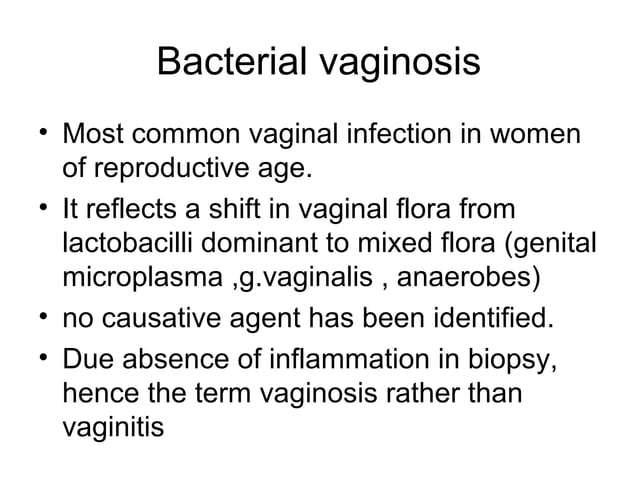 Bacterial vaginosis
• Most common vaginal infection in women
of reproductive age.
• It reflects a shift in vaginal flora from
lactobacilli dominant to mixed flora (genital
microplasma ,g.vaginalis , anaerobes)
• no causative agent has been identified.
• Due absence of inflammation in biopsy,
hence the term vaginosis rather than
vaginitis